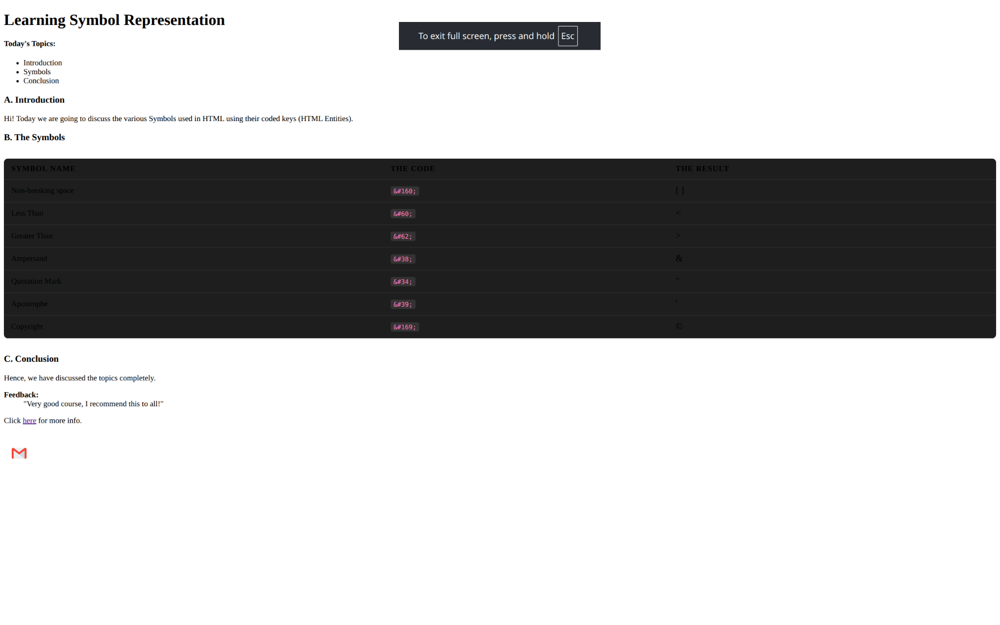 Learning Symbol Representation
To exit full screen, press and hold Esc
Today's Topics:
• Introduction
• Symbols
• Conclusion
A. Introduction
Hi! Today we are going to discuss the various Symbols used in HTML using their coded keys (HTML Entities).
B. The Symbols
SYMBOL NAME THE CODE THE RESULT
Non-breaking space &#160; [ ]
Less Than &#60; <
Greater Than &#62; >
Ampersand &#38; &
Quotation Mark &#34; "
Apostrophe &#39; '
Copyright &#169; ©
C. Conclusion
Hence, we have discussed the topics completely.
Feedback:
"Very good course, I recommend this to all!"
Click here for more info.